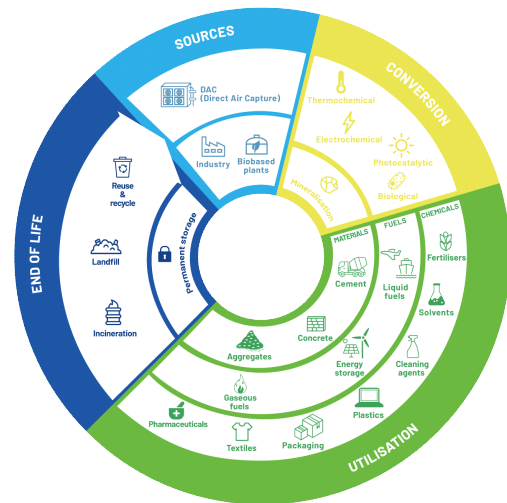 SOURCES
DAC
(Direct Air Capture)
Industry
Biobased
plants
CONVERSION
Thermochemical
Electrochemical
Photocatalytic
Biological
Mineralisation
MATERIALS
FUELS
CHEMICALS
Cement
Liquid
fuels
Fertilisers
Solvents
Concrete
Aggregates
Energy
storage
Cleaning
agents
Gaseous
fuels
Plastics
Pharmaceuticals
Textiles
Packaging
UTILISATION
END OF LIFE
Reuse
&
recycle
Landfill
Incineration
Permanent storage